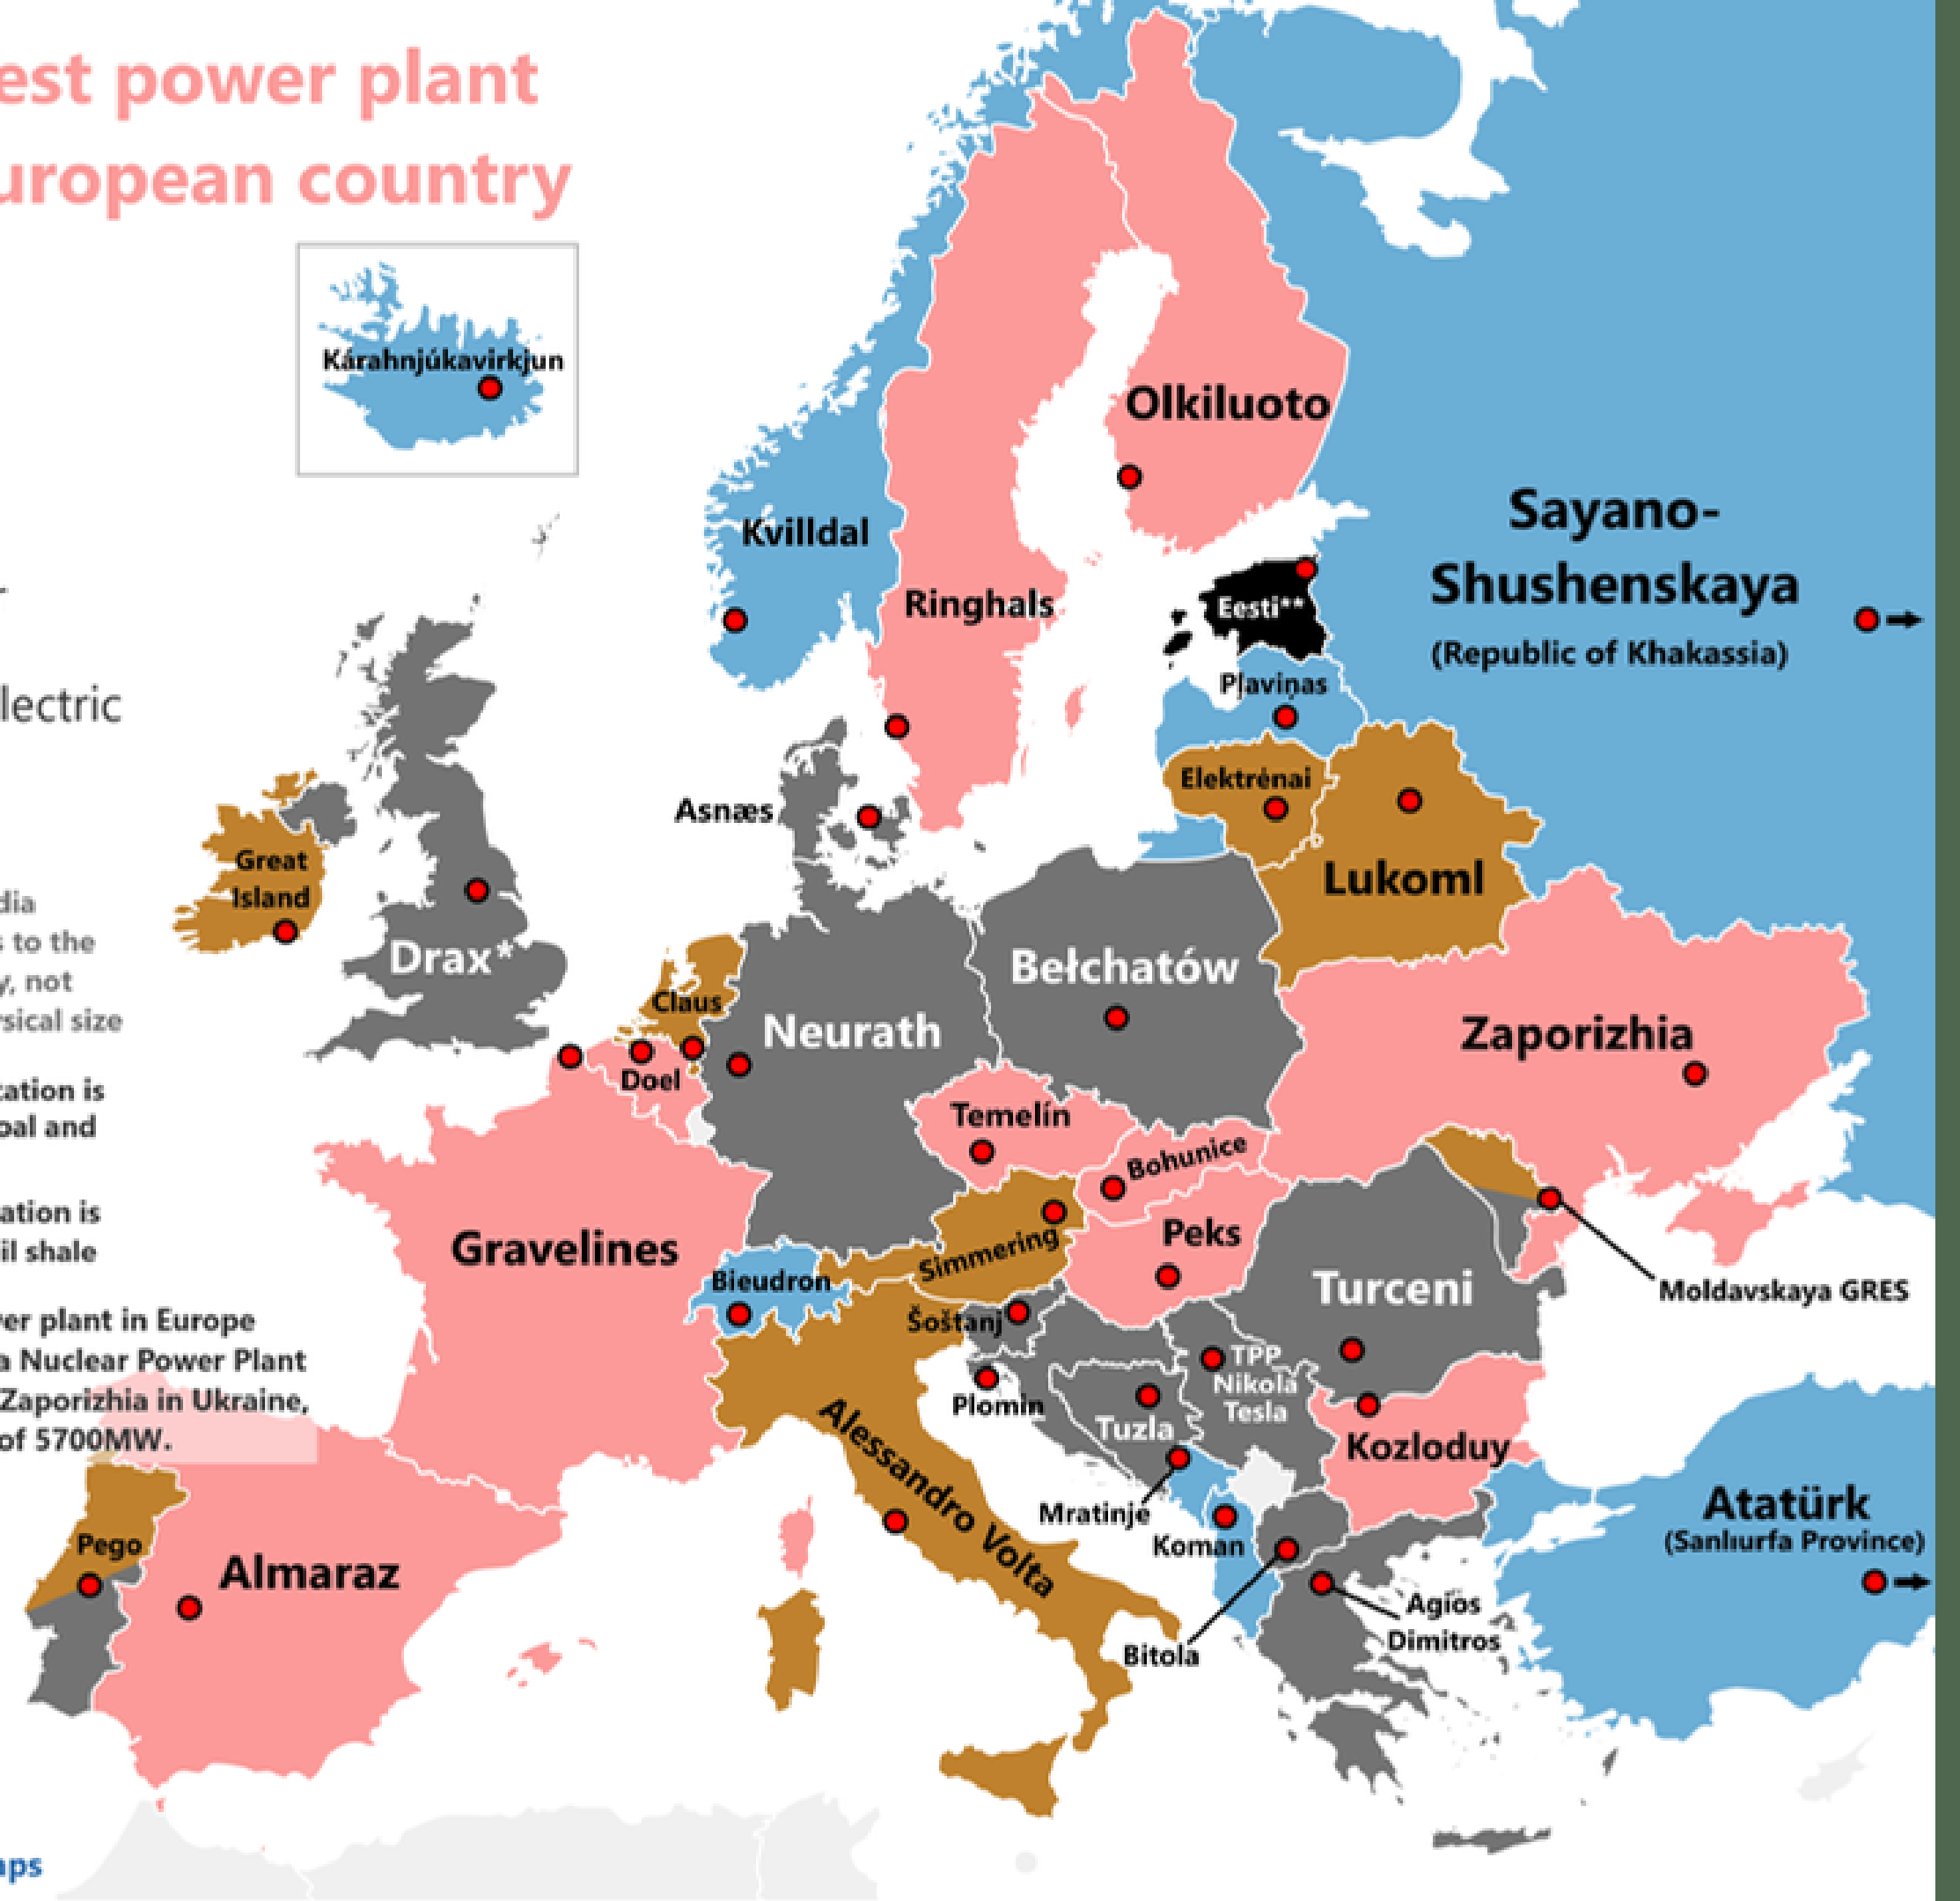 est power plant
uropean country
Kárahnjúkavirkjun
Olkiluoto
Kvilldal
Sayano-
Shushenskaya
(Republic of Khakassia)
Ringhals
Eesti**
Pļaviņas
lectric
Asnæs
Elektrėnai
Great
Island
Lukoml
dia
s to the
y, not
rsical size
Drax*
Bełchatów
Claus
Neurath
Zaporizhia
Doel
tation is
oal and
Temelín
Bohunice
ation is
il shale
Gravelines
Peks
Simmering
Bieudron
Turceni
Moldavskaya GRES
er plant in Europe
a Nuclear Power Plant
Zaporizhia in Ukraine,
of 5700MW.
Šoštanj
TPP
Nikola
Tesla
Plomin
Tuzla
Kozloduy
Alessandro Volta
Mratinje
Koman
Atatürk
(Sanlıurfa Province)
Pego
Almaraz
Agios
Dimitros
Bitola
aps